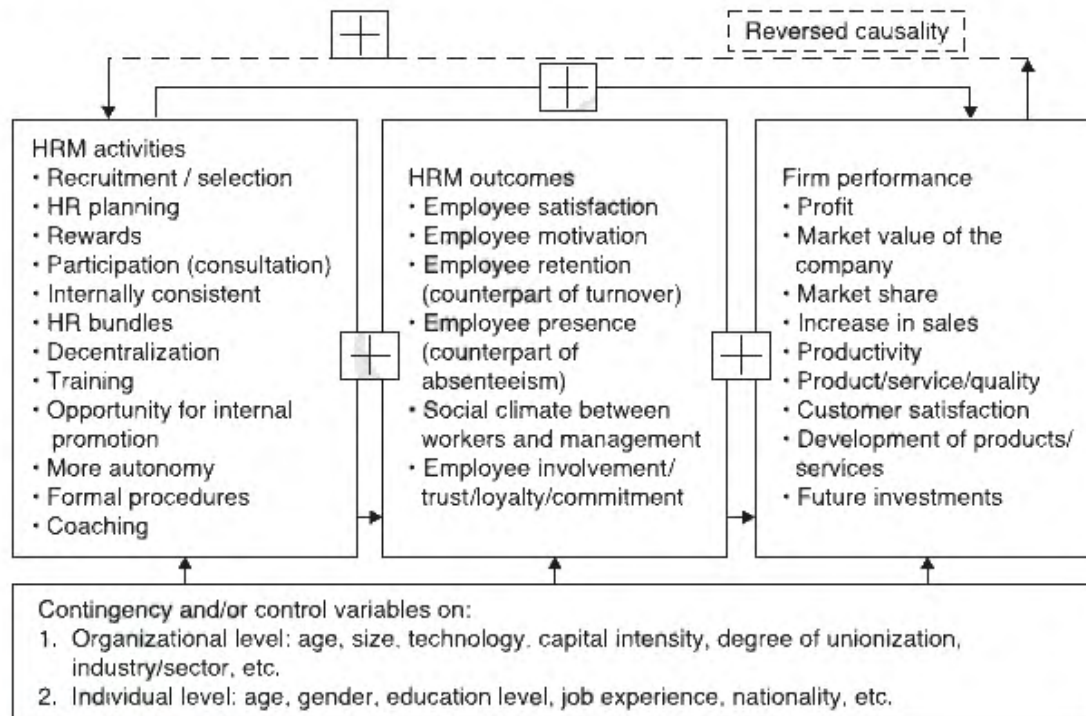 Reversed causality
HRM activities
• Recruitment / selection
• HR planning
• Rewards
• Participation (consultation)
• Internally consistent
• HR bundles
• Decentralization
• Training
• Opportunity for internal
promotion
• More autonomy
• Formal procedures
• Coaching
HRM outcomes
• Employee satisfaction
• Employee motivation
• Employee retention
(counterpart of turnover)
• Employee presence
(counterpart of
absenteeism)
• Social climate between
workers and management
• Employee involvement/
trust/loyalty/commitment
Firm performance
• Profit
• Market value of the
company
• Market share
• Increase in sales
• Productivity
• Product/service/quality
• Customer satisfaction
• Development of products/
services
• Future investments
Contingency and/or control variables on:
1. Organizational level: age, size, technology, capital intensity, degree of unionization,
industry/sector, etc.
2. Individual level: age, gender, education level, job experience, nationality, etc.